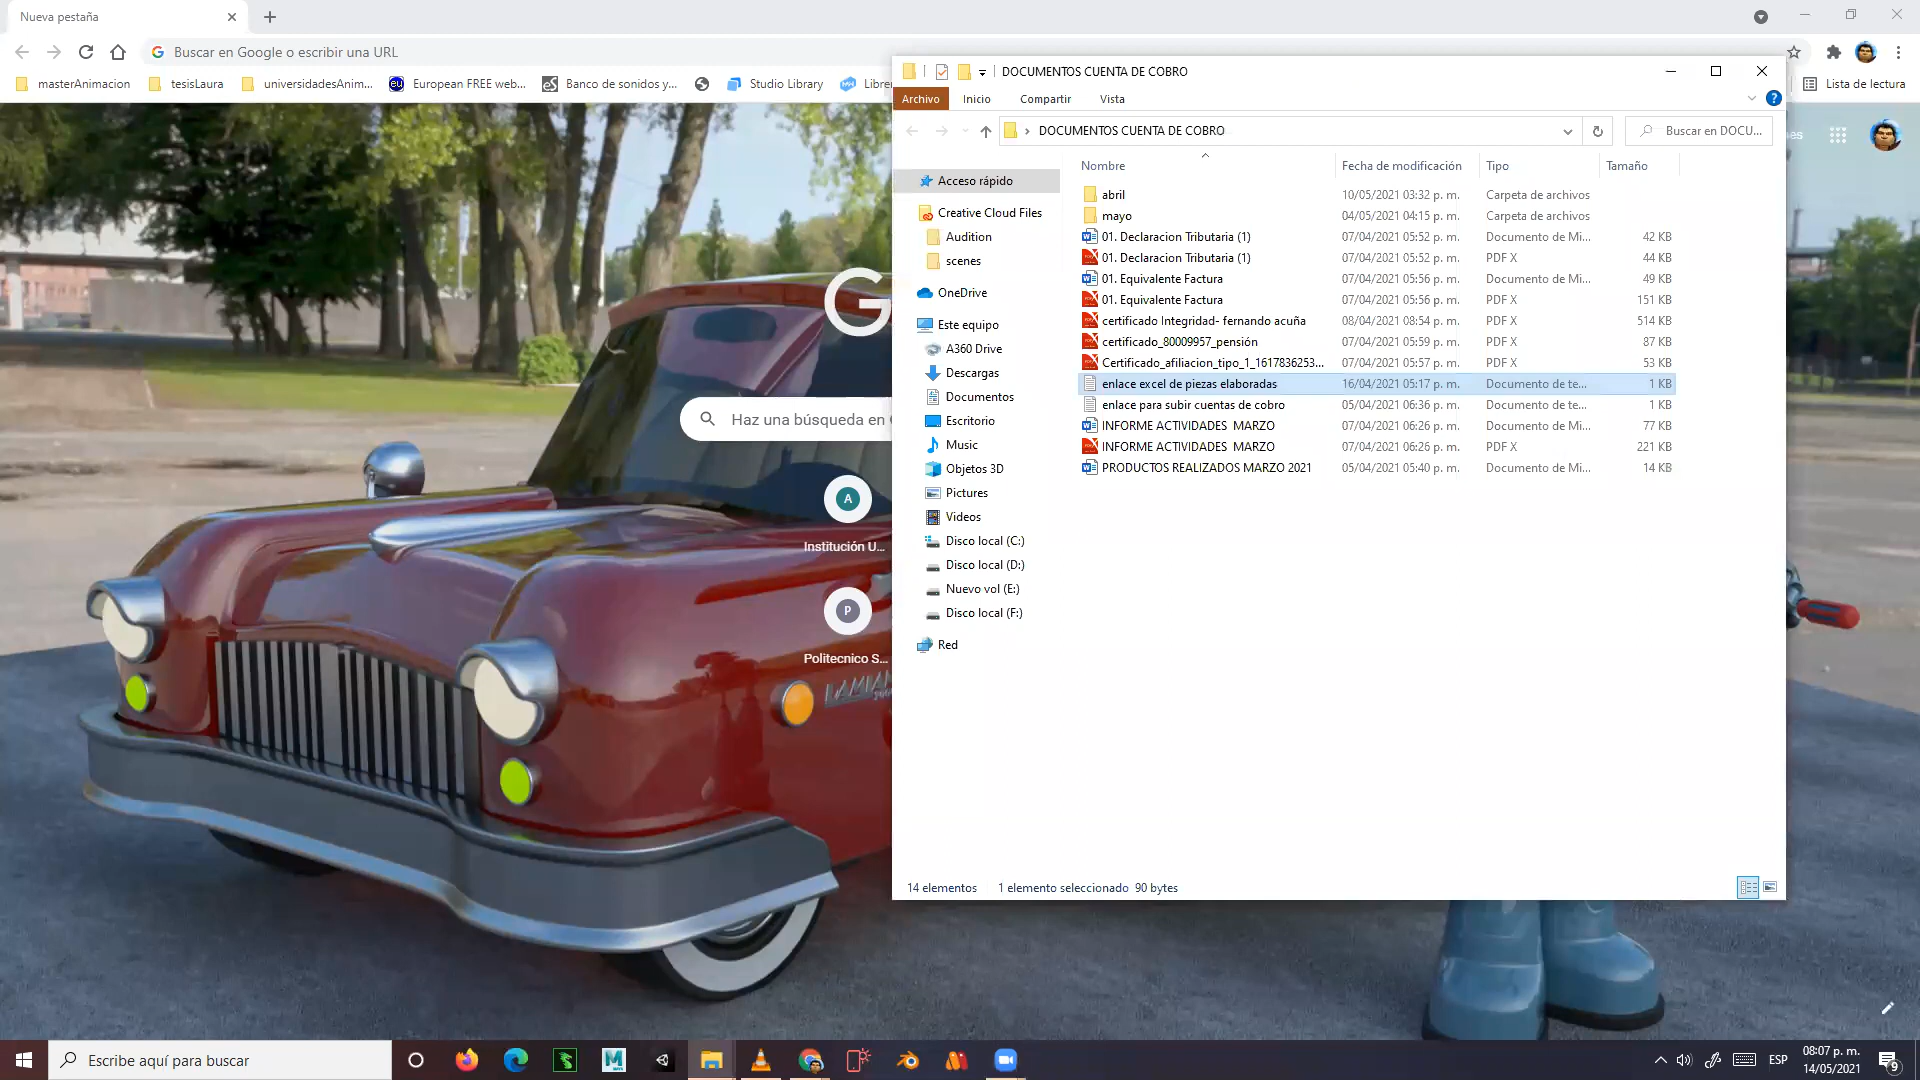 Nueva pestaña
Buscar en Google o escribir una URL
masterAnimacion
tesisLaura
universidadesAnim...
European FREE web...
Banco de sonidos y...
Studio Library
Lista de lectura
DOCUMENTOS CUENTA DE COBRO
Archivo
Inicio
Compartir
Vista
DOCUMENTOS CUENTA DE COBRO
Buscar en DOCU...
Nombre
Fecha de modificación
Tipo
Tamaño
Acceso rápido
Creative Cloud Files
Audition
scenes
OneDrive
Este equipo
A360 Drive
Descargas
Documentos
Escritorio
Music
Objetos 3D
Pictures
Videos
Disco local (C:)
Disco local (D:)
Nuevo vol (E:)
Disco local (F:)
Red
abril 10/05/2021 03:32 p. m. Carpeta de archivos
mayo 04/05/2021 04:15 p. m. Carpeta de archivos
01. Declaracion Tributaria (1) 07/04/2021 05:52 p. m. Documento de Mi... 42 KB
01. Declaracion Tributaria (1) 07/04/2021 05:52 p. m. PDF X 44 KB
01. Equivalente Factura 07/04/2021 05:56 p. m. Documento de Mi... 49 KB
01. Equivalente Factura 07/04/2021 05:56 p. m. PDF X 151 KB
certificado Integridad- fernando acuña 08/04/2021 08:54 p. m. PDF X 514 KB
certificado_80009957_pensión 07/04/2021 05:59 p. m. PDF X 87 KB
Certificado_afiliacion_tipo_1_1617836253... 07/04/2021 05:57 p. m. PDF X 53 KB
enlace excel de piezas elaboradas 16/04/2021 05:17 p. m. Documento de te... 1 KB
enlace para subir cuentas de cobro 05/04/2021 06:36 p. m. Documento de te... 1 KB
INFORME ACTIVIDADES MARZO 07/04/2021 06:26 p. m. Documento de Mi... 77 KB
INFORME ACTIVIDADES MARZO 07/04/2021 06:26 p. m. PDF X 221 KB
PRODUCTOS REALIZADOS MARZO 2021 05/04/2021 05:40 p. m. Documento de Mi... 14 KB
14 elementos
1 elemento seleccionado 90 bytes
G
Haz una búsqueda en
A
Institución U...
P
Politecnico S...
Escribe aquí para buscar
ESP
08:07 p. m.
14/05/2021
9